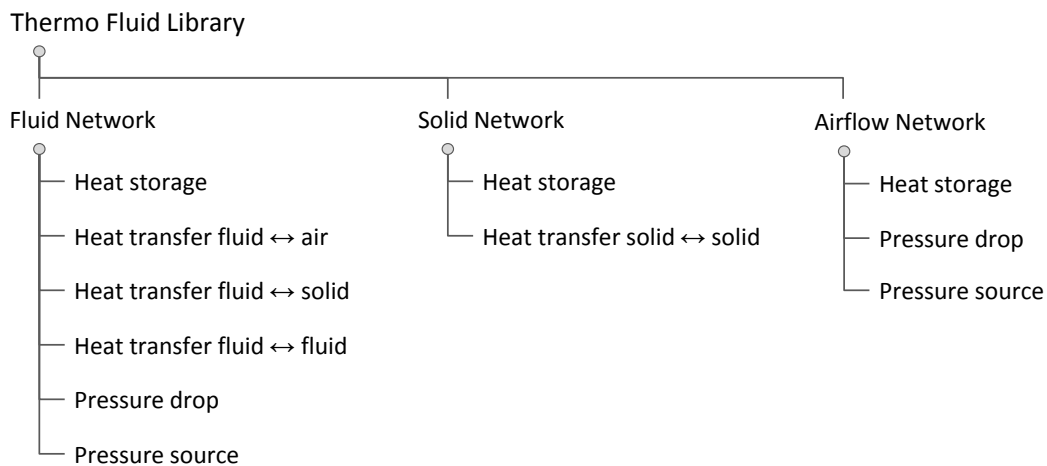 Thermo Fluid Library
Fluid Network
Heat storage
Heat transfer fluid ↔ air
Heat transfer fluid ↔ solid
Heat transfer fluid ↔ fluid
Pressure drop
Pressure source
Solid Network
Heat storage
Heat transfer solid ↔ solid
Airflow Network
Heat storage
Pressure drop
Pressure source